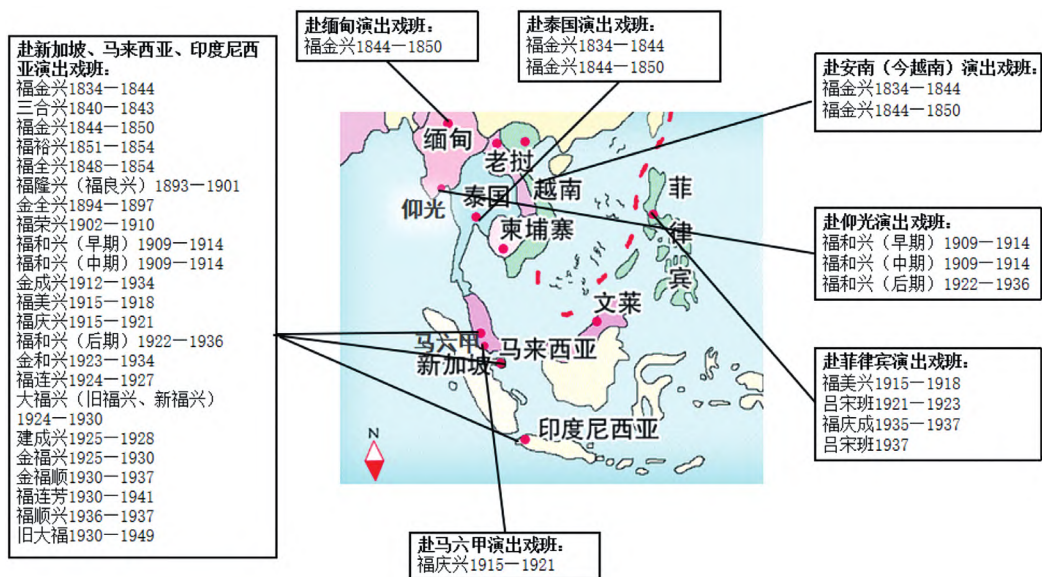 赴新加坡、马来西亚、印度尼西
亚演出戏班：
福金兴1834—1844
三合兴1840—1843
福金兴1844—1850
福裕兴1851—1854
福全兴1848—1854
福隆兴（福良兴）1893—1901
金全兴1894—1897
福荣兴1902—1910
福和兴（早期）1909—1914
福和兴（中期）1909—1914
金成兴1912—1934
福美兴1915—1918
福庆兴1915—1921
福和兴（后期）1922—1936
金和兴1923—1934
福连兴1924—1927
大福兴（旧福兴、新福兴）
1924—1930
建成兴1925—1928
金福兴1925—1930
金福顺1930—1937
福连芳1930—1941
福顺兴1936—1937
旧大福1930—1949
赴缅甸演出戏班：
福金兴1844—1850
赴泰国演出戏班：
福金兴1834—1844
福金兴1844—1850
赴安南（今越南）演出戏班：
福金兴1834—1844
福金兴1844—1850
赴仰光演出戏班：
福和兴（早期）1909—1914
福和兴（中期）1909—1914
福和兴（后期）1922—1936
赴菲律宾演出戏班：
福美兴1915—1918
吕宋班1921—1923
福庆成1935—1937
吕宋班1937
赴马六甲演出戏班：
福庆兴1915—1921
缅甸
老挝
越南
泰国
仰光
柬埔寨
菲律宾
文莱
马六甲
马来西亚
新加坡
印度尼西亚
N